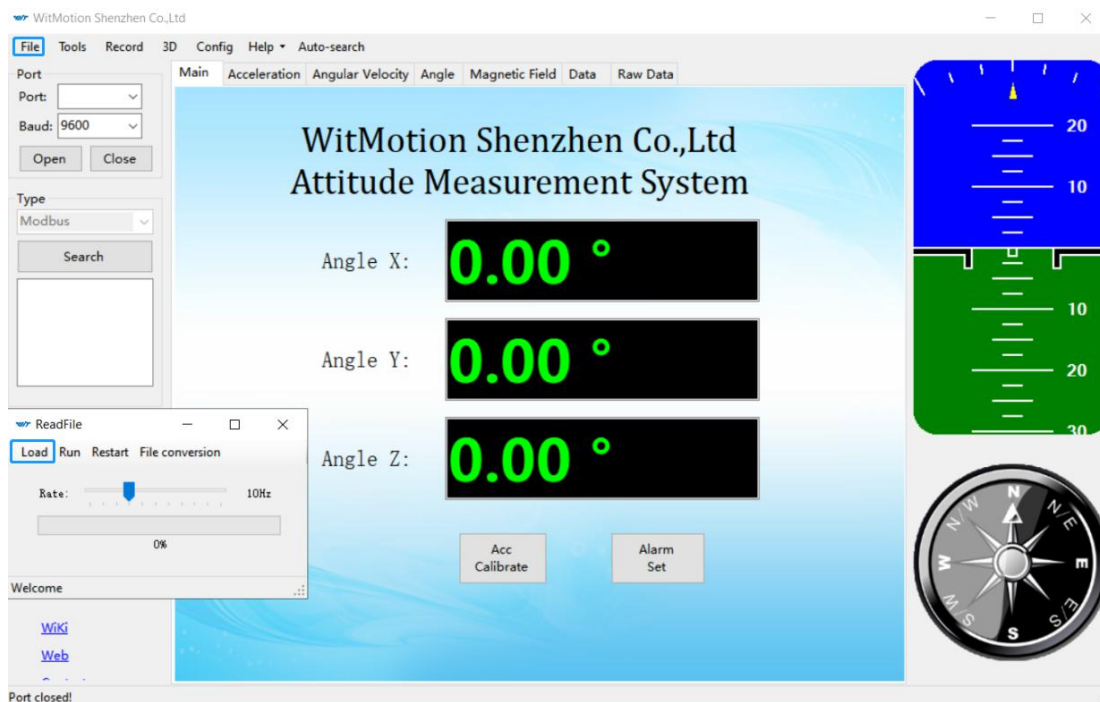 WitMotion Shenzhen Co.,Ltd
File Tools Record 3D Config Help Auto-search
Port
Port:
Baud: 9600
Open Close
Type
Modbus
Search
Main Acceleration Angular Velocity Angle Magnetic Field Data Raw Data
WitMotion Shenzhen Co.,Ltd
Attitude Measurement System
Angle X: 0.00 °
Angle Y: 0.00 °
Angle Z: 0.00 °
Acc
Calibrate
Alarm
Set
20
10
10
20
30
N
N/E
E
E/S
S
S/W
W
N/W
ReadFile
Load Run Restart File conversion
Rate: 10Hz
0%
Welcome
WiKi
Web
Port closed!